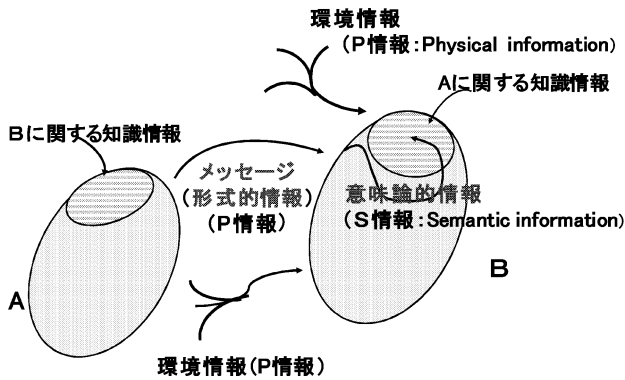 環境情報
(P情報:Physical information)
Aに関する知識情報
Bに関する知識情報
メッセージ
(形式的情報)
(P情報)
意味論的情報
(S情報:Semantic information)
A
B
環境情報(P情報)